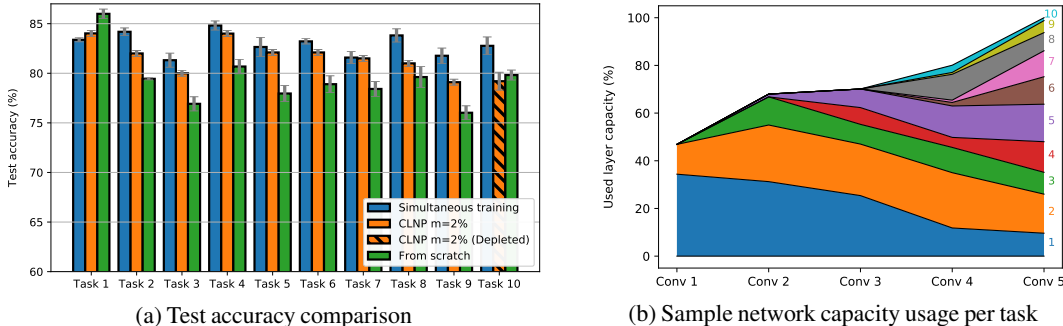 85
80
75
70
65
60
Test accuracy (%)
Simultaneous training
CLNP m=2%
CLNP m=2% (Depleted)
From scratch
Task 1 Task 2 Task 3 Task 4 Task 5 Task 6 Task 7 Task 8 Task 9 Task 10
(a) Test accuracy comparison
100
80
60
40
20
0
Used layer capacity (%)
10
9
8
7
6
5
4
3
2
1
Conv 1 Conv 2 Conv 3 Conv 4 Conv 5
(b) Sample network capacity usage per task